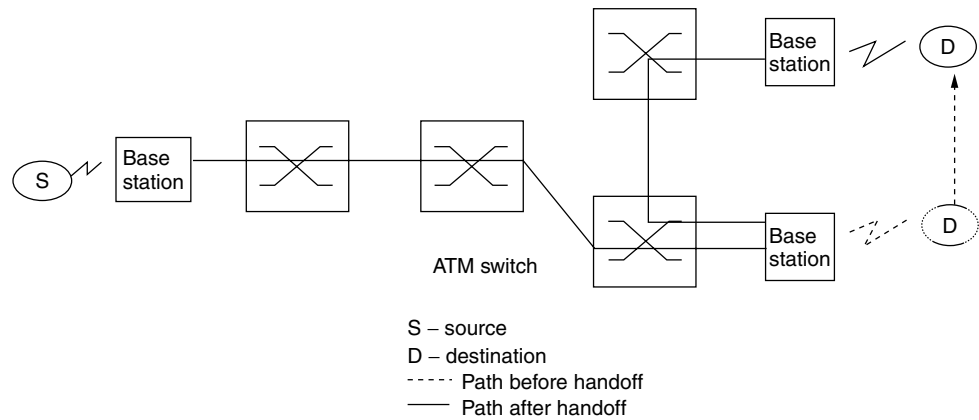 Base
station
D
S
Base
station
Base
station
D
ATM switch
S – source
D – destination
Path before handoff
Path after handoff